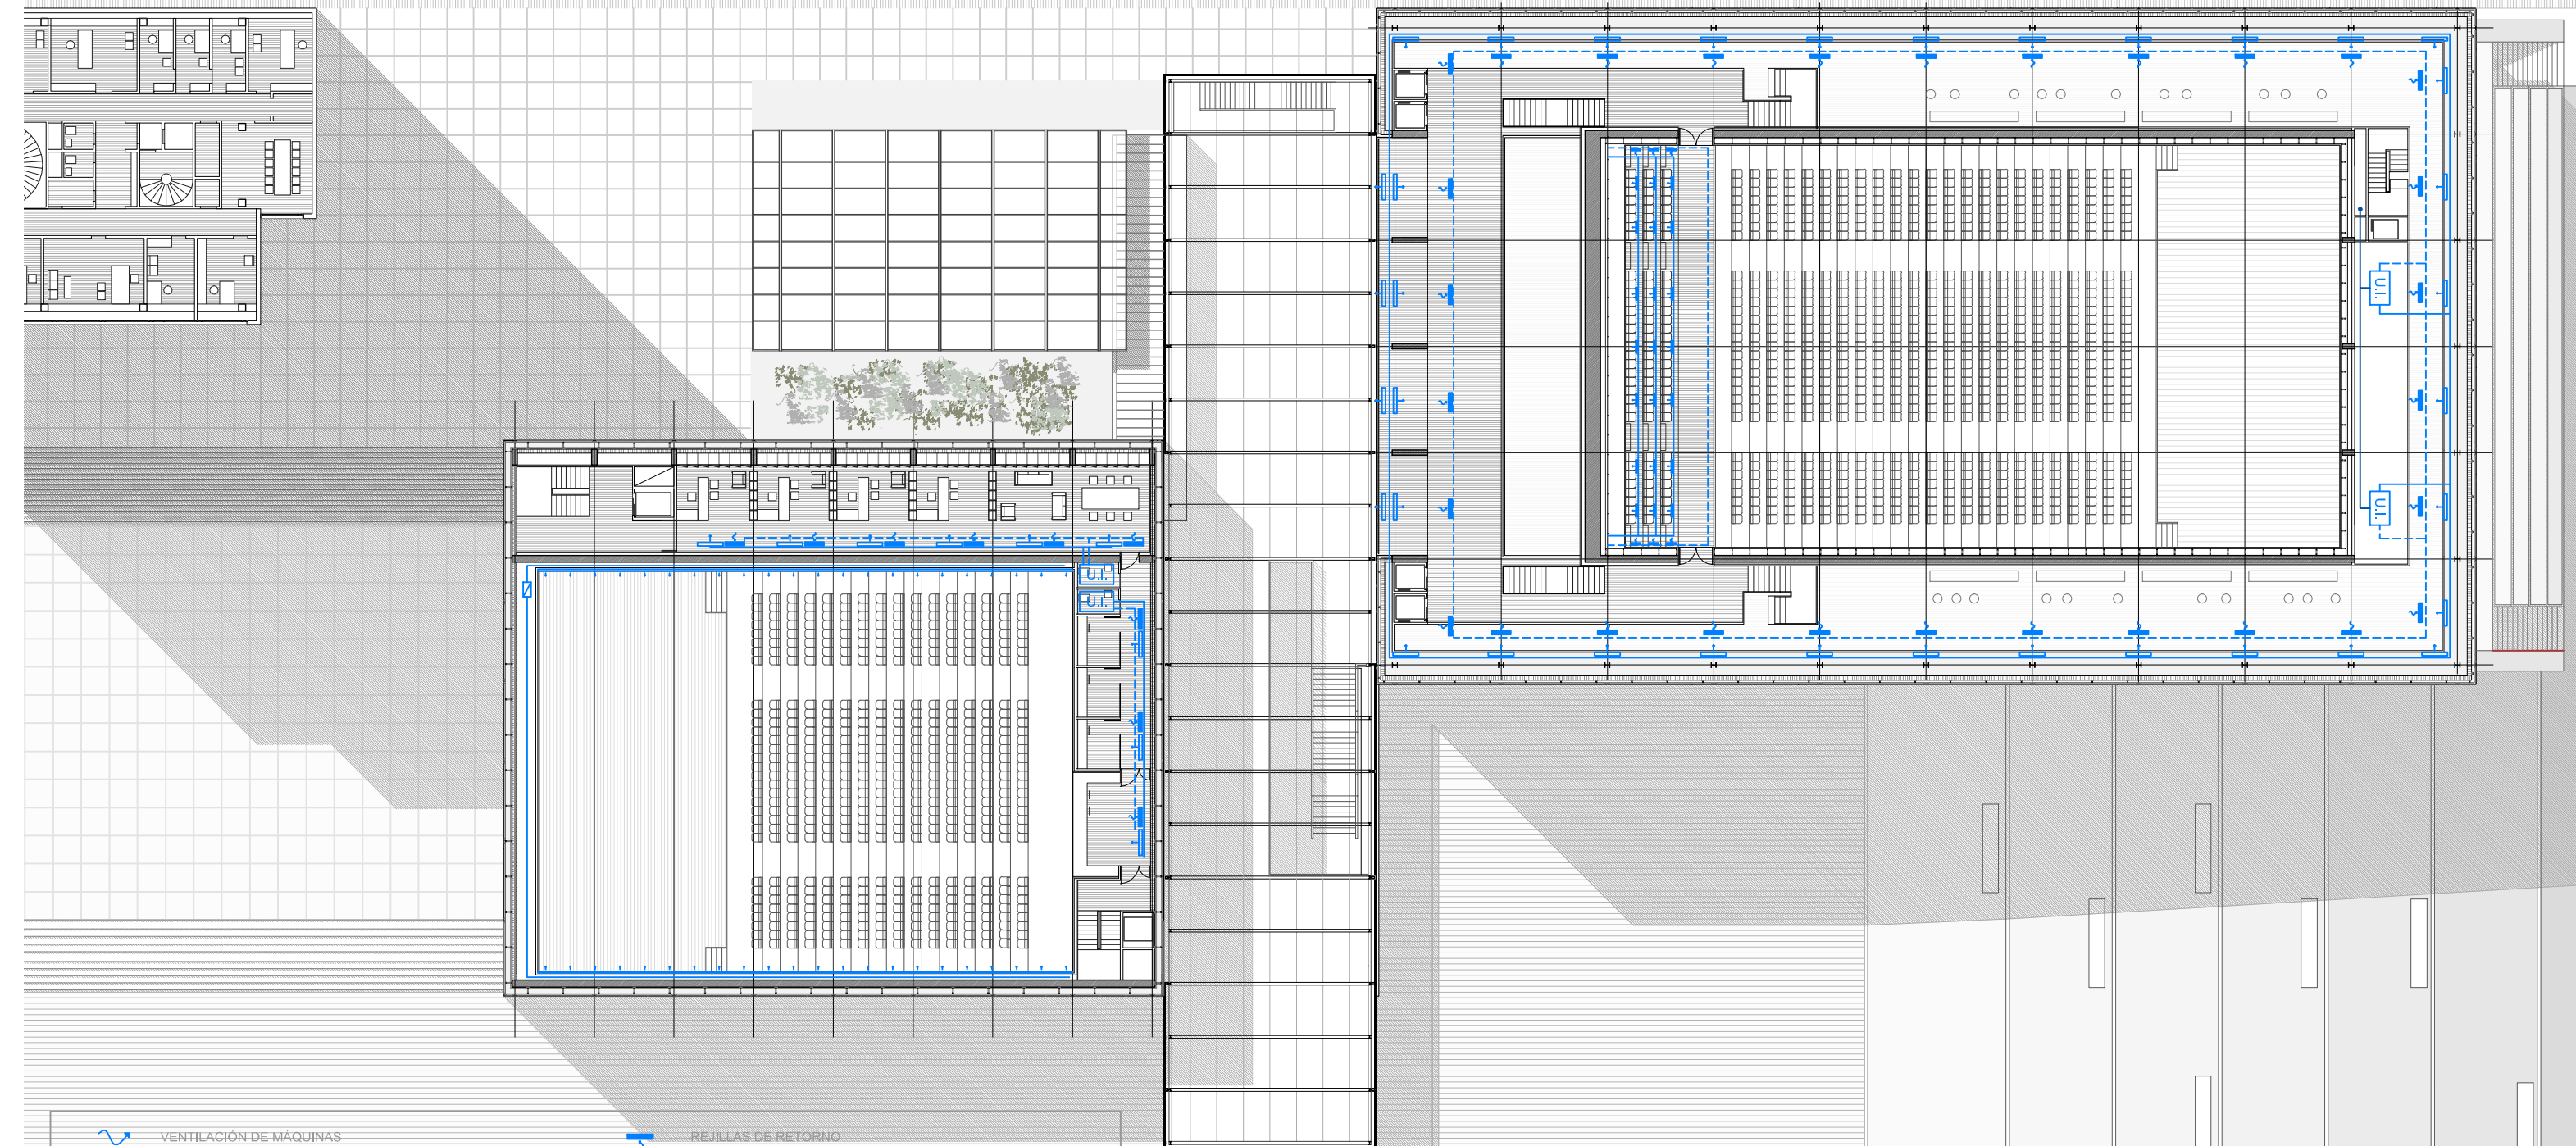 U.I.
U.I.
U.I.
U.I.
VENTILACIÓN DE MÁQUINAS
REJILLAS DE RETORNO